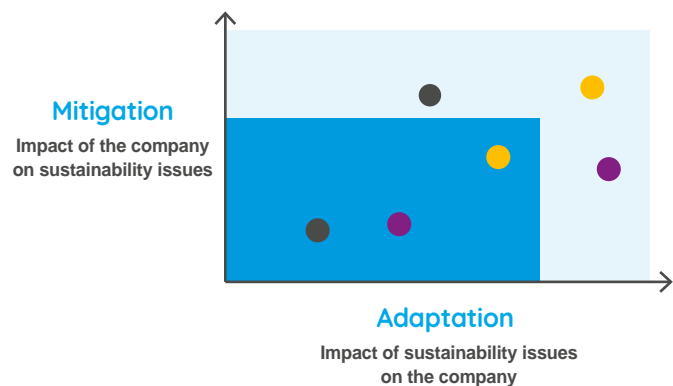 Mitigation
Impact of the company
on sustainability issues
Adaptation
Impact of sustainability issues
on the company